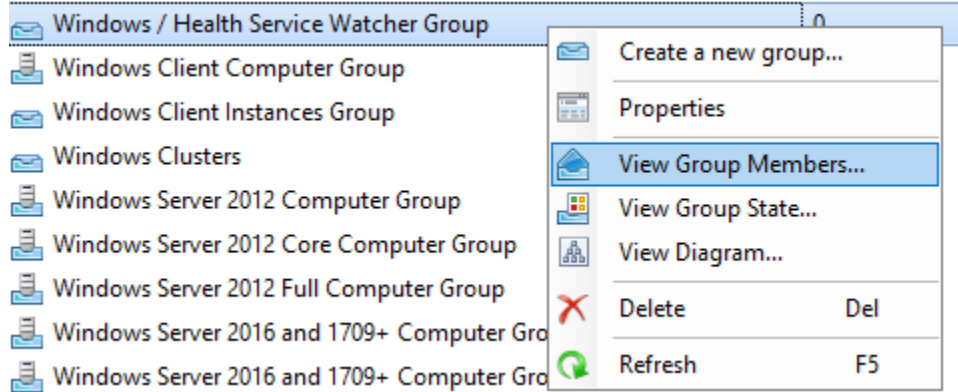 Windows / Health Service Watcher Group 0
Windows Client Computer Group
Windows Client Instances Group
Windows Clusters
Windows Server 2012 Computer Group
Windows Server 2012 Core Computer Group
Windows Server 2012 Full Computer Group
Windows Server 2016 and 1709+ Computer Gro
Windows Server 2016 and 1709+ Computer Gro
Create a new group...
Properties
View Group Members...
View Group State...
View Diagram...
Delete Del
Refresh F5